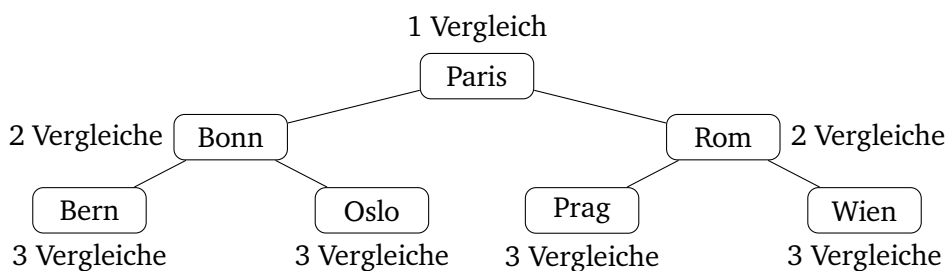 1 Vergleich
Paris
2 Vergleiche Bonn Rom 2 Vergleiche
Bern Oslo Prag Wien
3 Vergleiche 3 Vergleiche 3 Vergleiche 3 Vergleiche